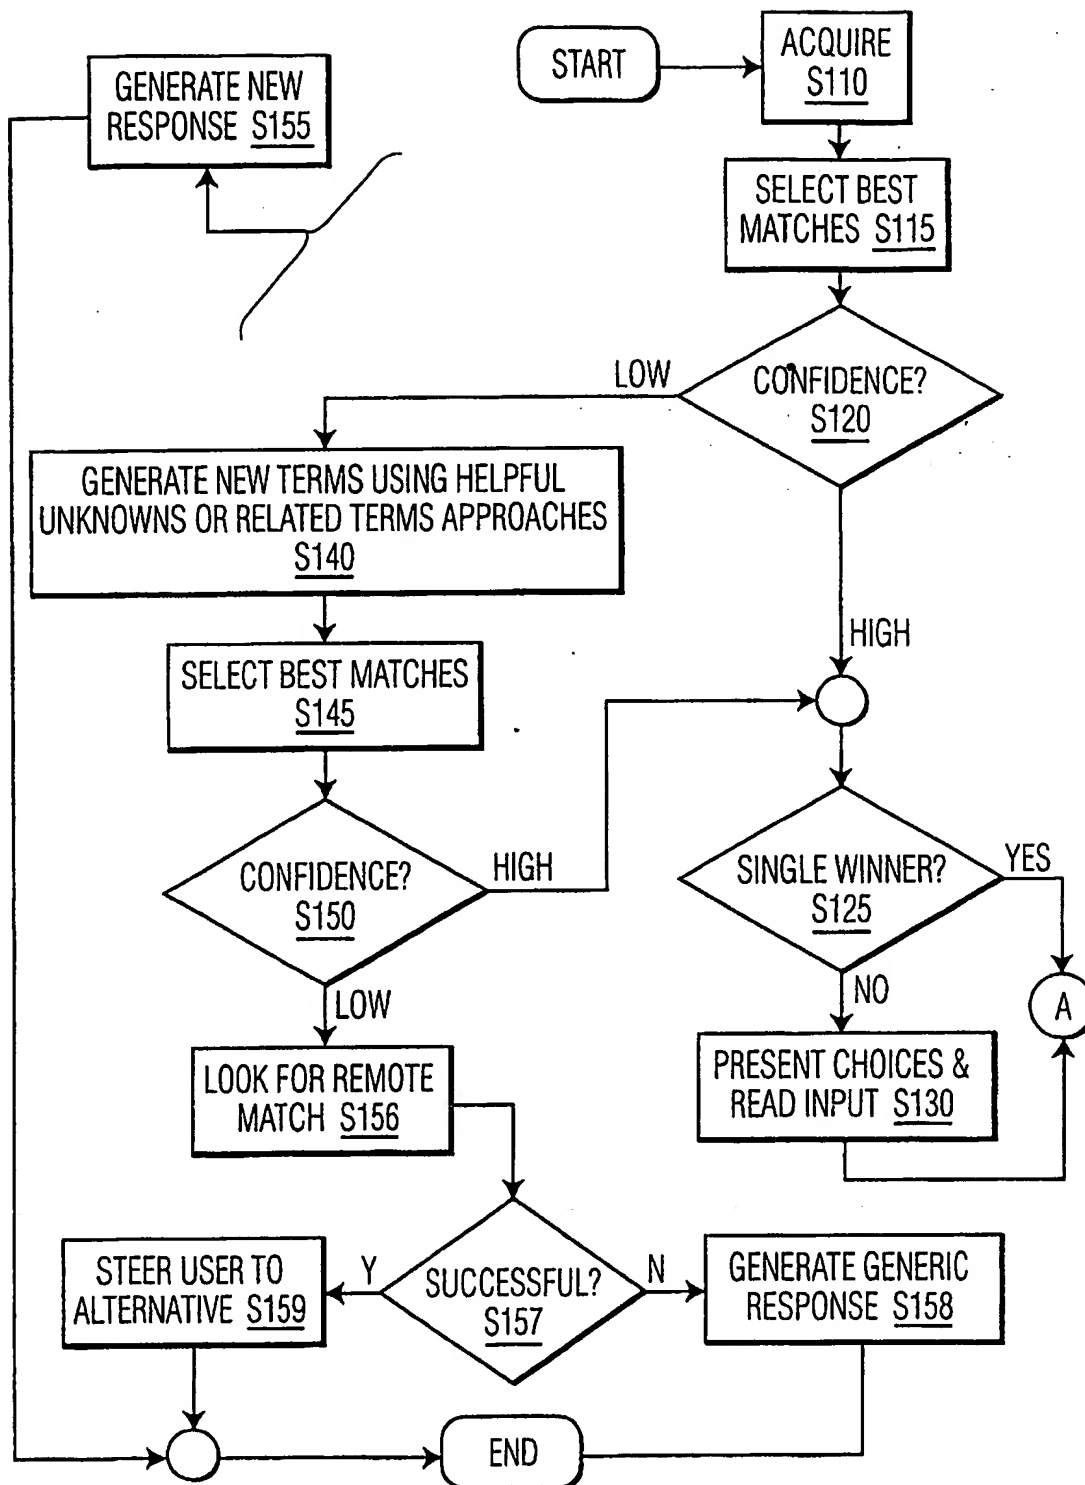 START
ACQUIRE
S110
GENERATE NEW
RESPONSE S155
SELECT BEST
MATCHES S115
LOW
CONFIDENCE?
S120
GENERATE NEW TERMS USING HELPFUL
UNKNOWNS OR RELATED TERMS APPROACHES
S140
HIGH
SELECT BEST MATCHES
S145
CONFIDENCE?
S150
HIGH
SINGLE WINNER?
S125
YES
LOW
NO
A
LOOK FOR REMOTE
MATCH S156
PRESENT CHOICES &
READ INPUT S130
STEER USER TO
ALTERNATIVE S159
Y
SUCCESSFUL?
S157
N
GENERATE GENERIC
RESPONSE S158
END